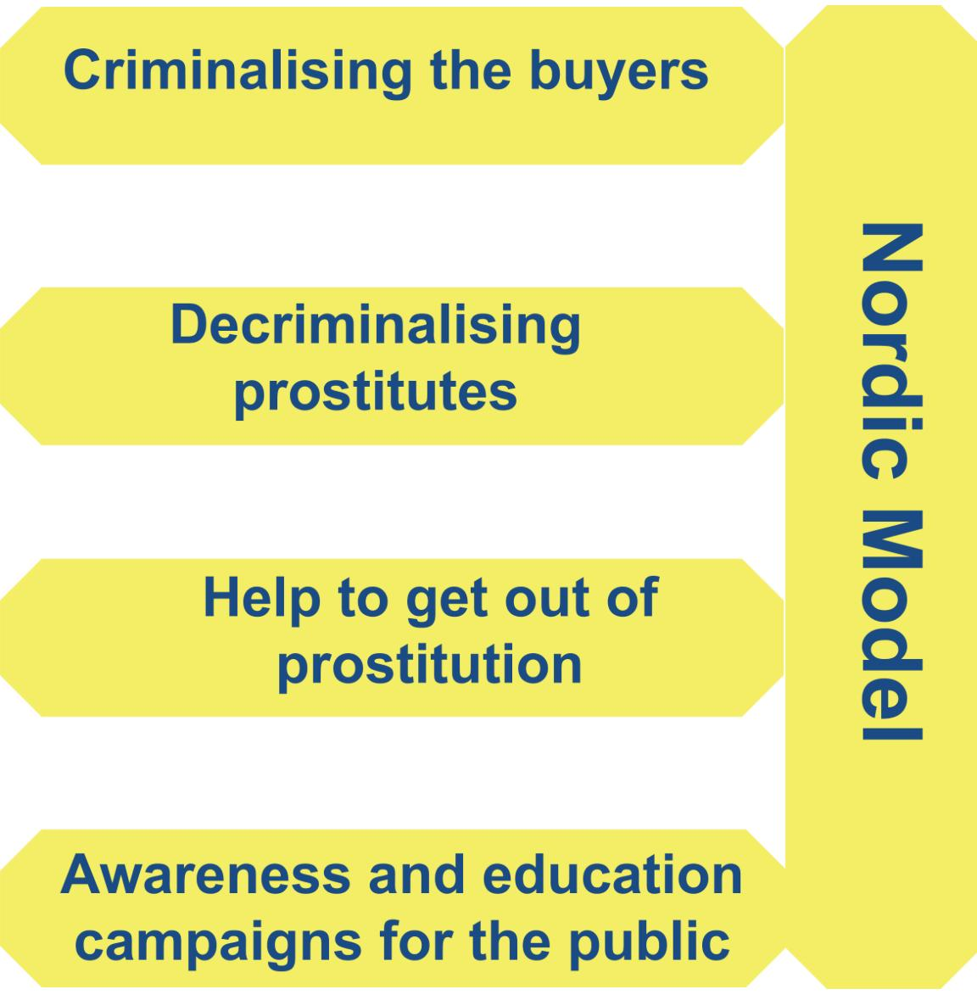 Criminalising the buyers
Decriminalising
prostitutes
Help to get out of
prostitution
Awareness and education
campaigns for the public
Nordic Model